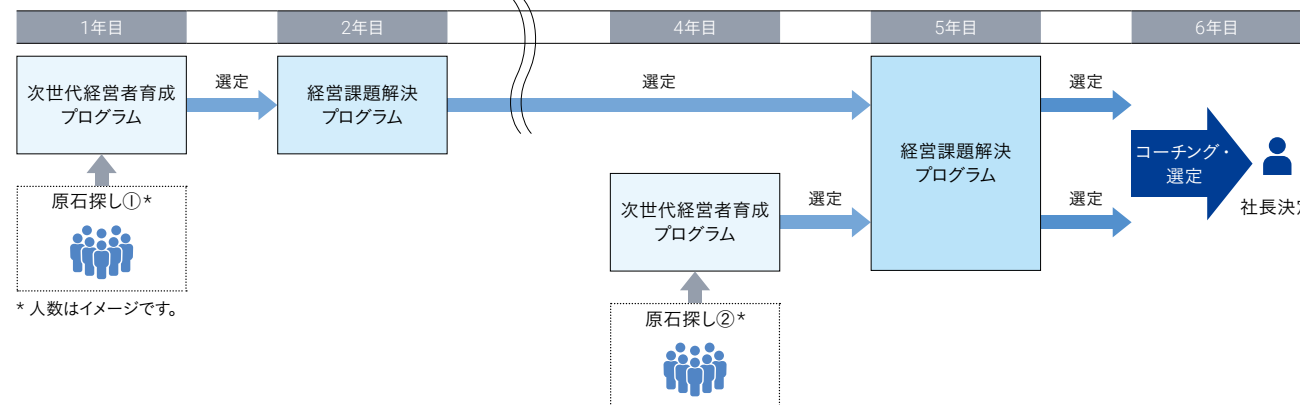 1年目
2年目
4年目
5年目
6年目
次世代経営者育成
プログラム
選定
経営課題解決
プログラム
選定
経営課題解決
プログラム
選定
コーチング・
選定
社長決定
原石探し①*
* 人数はイメージです。
次世代経営者育成
プログラム
選定
選定
原石探し②*